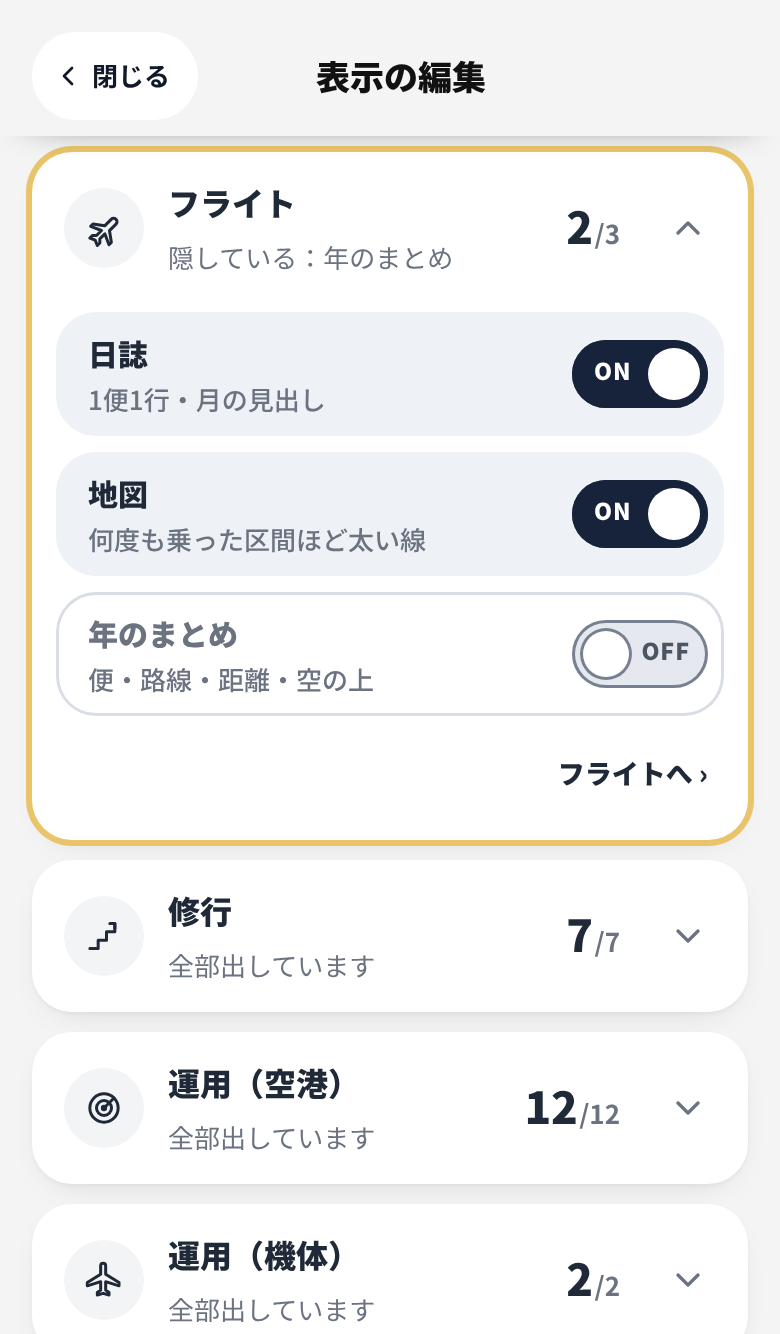 閉じる
表示の編集
フライト
隠している：年のまとめ
2/3
日誌
1便1行・月の見出し
ON
地図
何度も乗った区間ほど太い線
ON
年のまとめ
便・路線・距離・空の上
OFF
フライトへ ›
修行
全部出しています
7/7
運用（空港）
全部出しています
12/12
運用（機体）
全部出しています
2/2